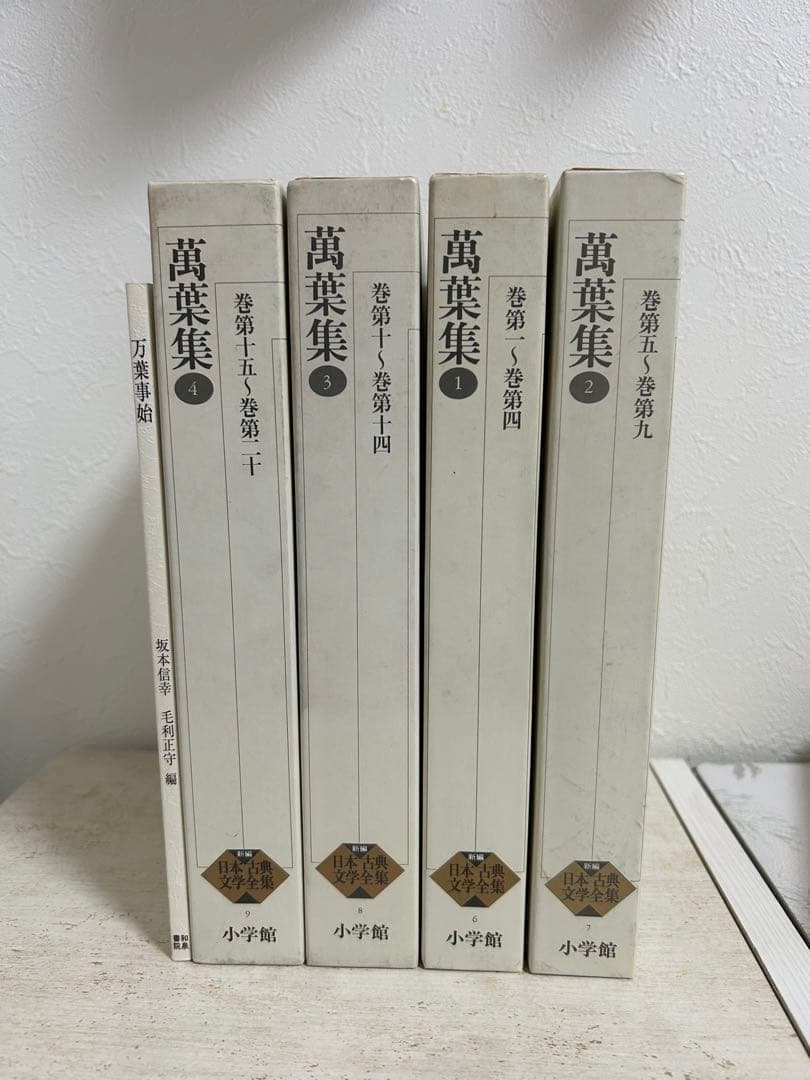 万葉事始
坂本信幸 毛利正守 編
和泉書院
萬葉集
4
巻第十五〜巻第二十
新編
日本古典
文学全集
9
小学館
萬葉集
3
巻第十〜巻第十四
新編
日本古典
文学全集
8
小学館
萬葉集
1
巻第一〜巻第四
新編
日本古典
文学全集
6
小学館
萬葉集
2
巻第五〜巻第九
新編
日本古典
文学全集
7
小学館